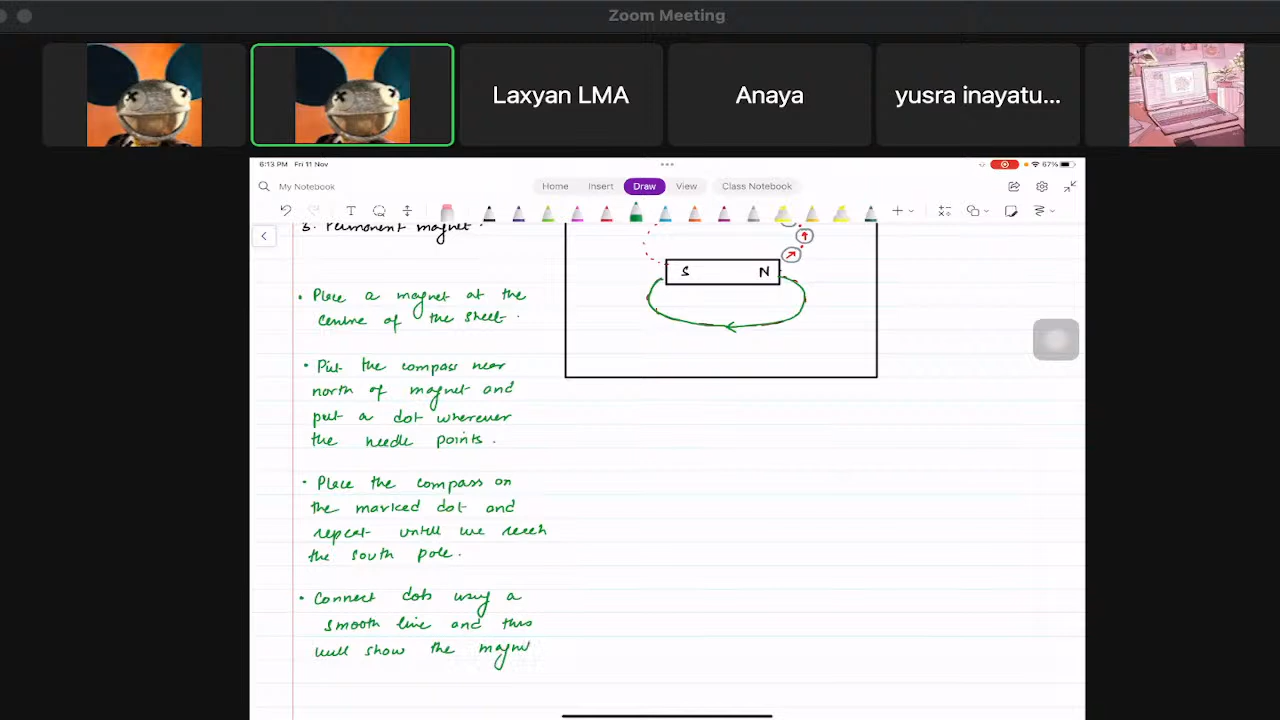 Zoom Meeting
Laxyan LMA
Anaya
yusra inayatu...
6:13 PM Fri 11 Nov
67%
My Notebook
Home
Insert
Draw
View
Class Notebook
T
3. Permanent magnet.
S N
• Place a magnet at the
centre of the sheet.
• Put the compass near
north of magnet and
put a dot wherever
the needle points.
• Place the compass on
the marked dot and
repeat untill we reach
the south pole.
• Connect dots using a
smooth line and this
will show the magn